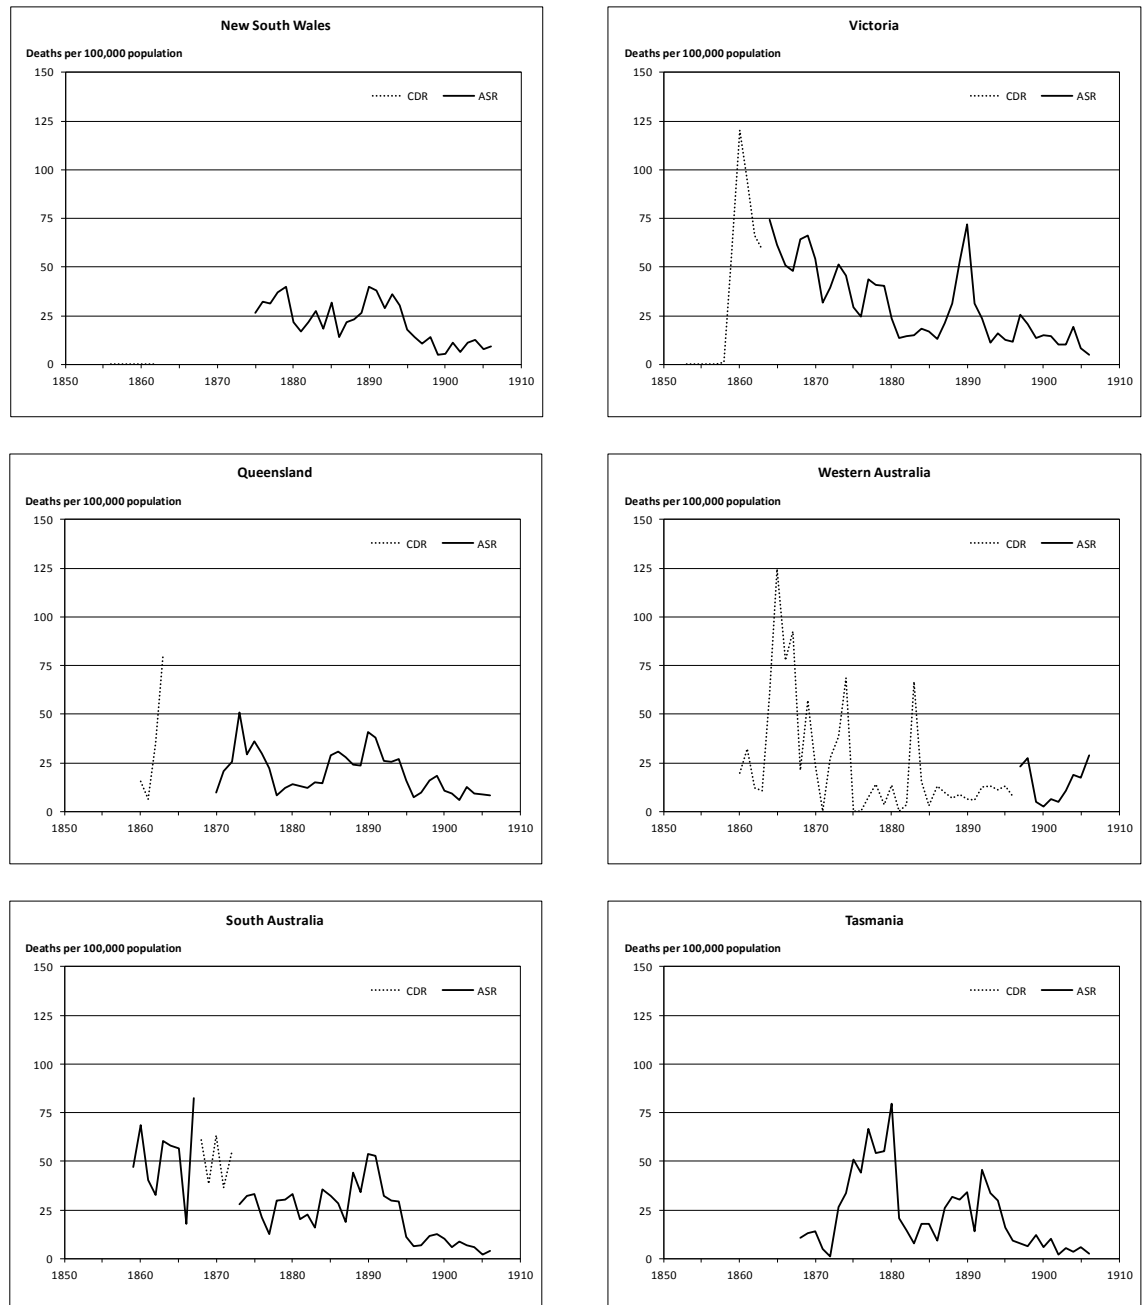 New South Wales
Deaths per 100,000 population
CDR ASR
150
125
100
75
50
25
0
1850 1860 1870 1880 1890 1900 1910
Victoria
Deaths per 100,000 population
CDR ASR
150
125
100
75
50
25
0
1850 1860 1870 1880 1890 1900 1910
Queensland
Deaths per 100,000 population
CDR ASR
150
125
100
75
50
25
0
1850 1860 1870 1880 1890 1900 1910
Western Australia
Deaths per 100,000 population
CDR ASR
150
125
100
75
50
25
0
1850 1860 1870 1880 1890 1900 1910
South Australia
Deaths per 100,000 population
CDR ASR
150
125
100
75
50
25
0
1850 1860 1870 1880 1890 1900 1910
Tasmania
Deaths per 100,000 population
CDR ASR
150
125
100
75
50
25
0
1850 1860 1870 1880 1890 1900 1910